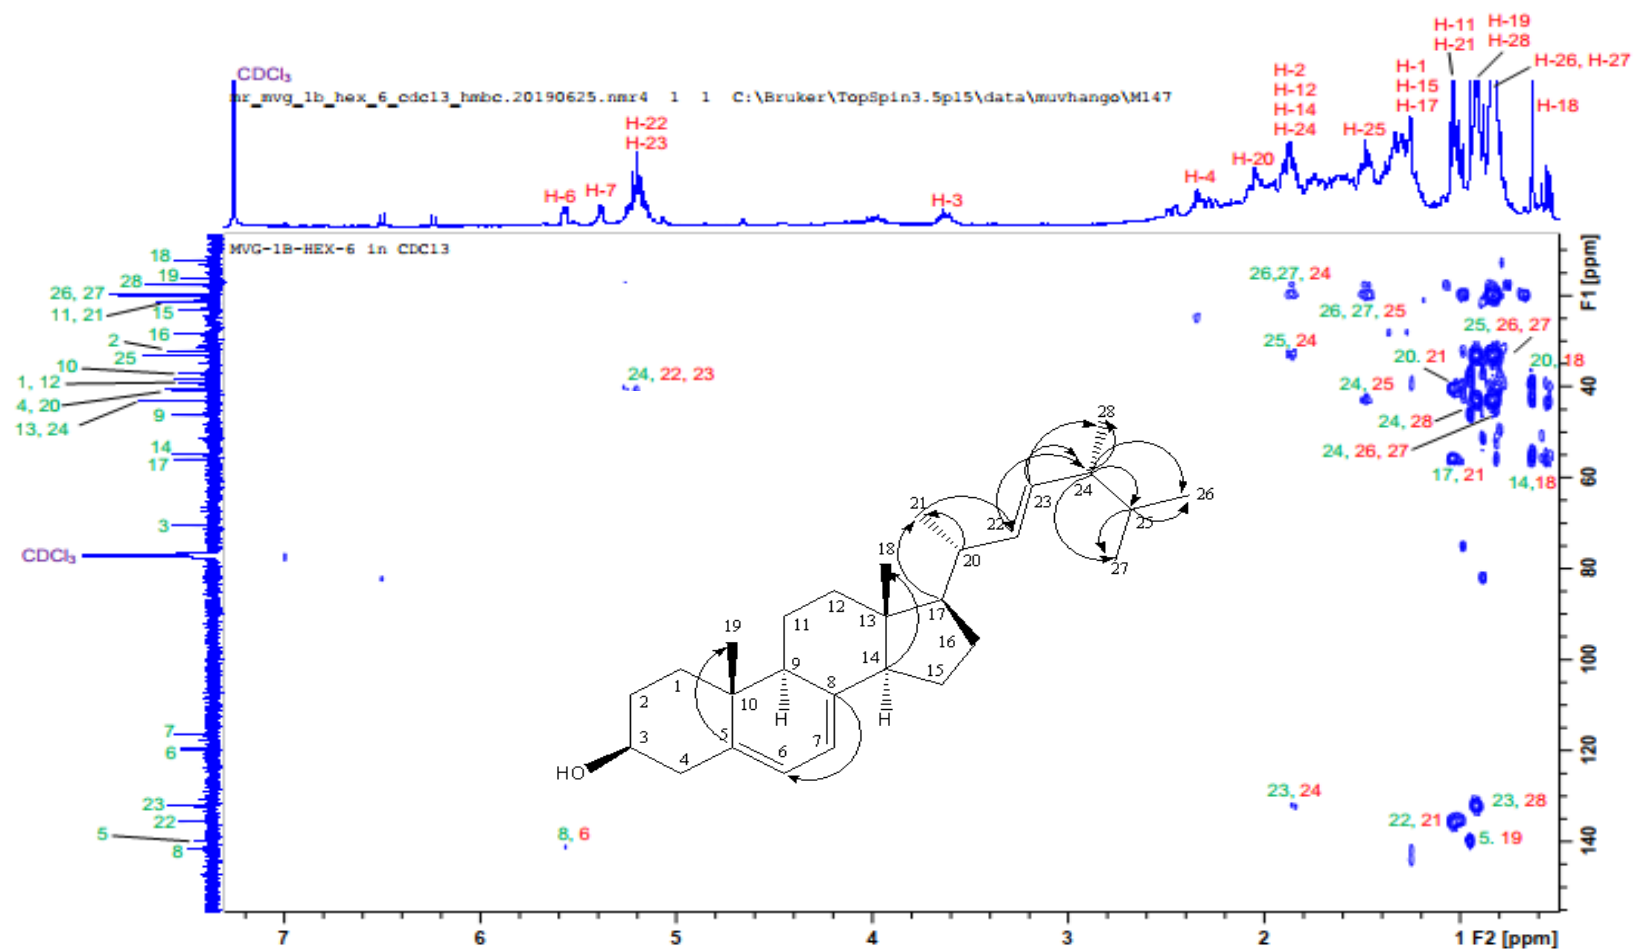 H-11
H-21
H-19
H-28
H-26, H-27
H-1
H-15
H-17
H-2
H-12
H-14
H-24
H-18
CDCl₃
nr_mvg_1b_hex_6_cdc13_hmbc.20190625.nmr4 1 1 C:\Bruker\TopSpin3.5pl5\data\muvhango\M147
H-22
H-23
H-25
H-20
H-6
H-7
H-3
H-4
MVG-1B-HEX-6 in CDC13
F1 [ppm]
18
19
28
26, 27
11, 21
15
16
2
25
10
1, 12
4, 20
9
13, 24
14
17
3
CDCl₃
7
6
23
22
5
8
26,27, 24
26, 27, 25
25, 26, 27
25, 24
20. 21
20, 18
24, 22, 23
24, 25
24, 28
24, 26, 27
17, 21
14,18
23, 24
23, 28
22, 21
5. 19
8, 6
28
26
24
23
25
21
22
27
20
18
12
13
17
11
19
16
14
15
9
1
8
2
10
H
H
3
5
7
6
4
HO
20
40
60
80
100
120
140
7
6
5
4
3
2
1
F2 [ppm]